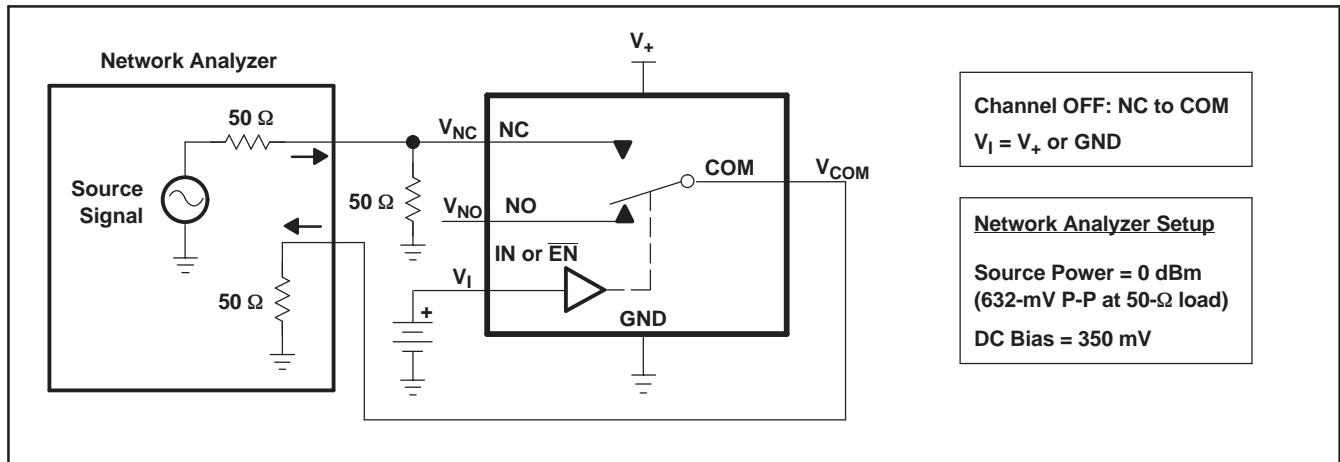 Network Analyzer
50 Ω
Source
Signal
50 Ω
50 Ω
V+
VNC
NC
VNO
NO
COM
VCOM
IN or E̅N̅
VI
+
GND
Channel OFF: NC to COM
VI = V+ or GND
Network Analyzer Setup
Source Power = 0 dBm
(632-mV P-P at 50-Ω load)
DC Bias = 350 mV